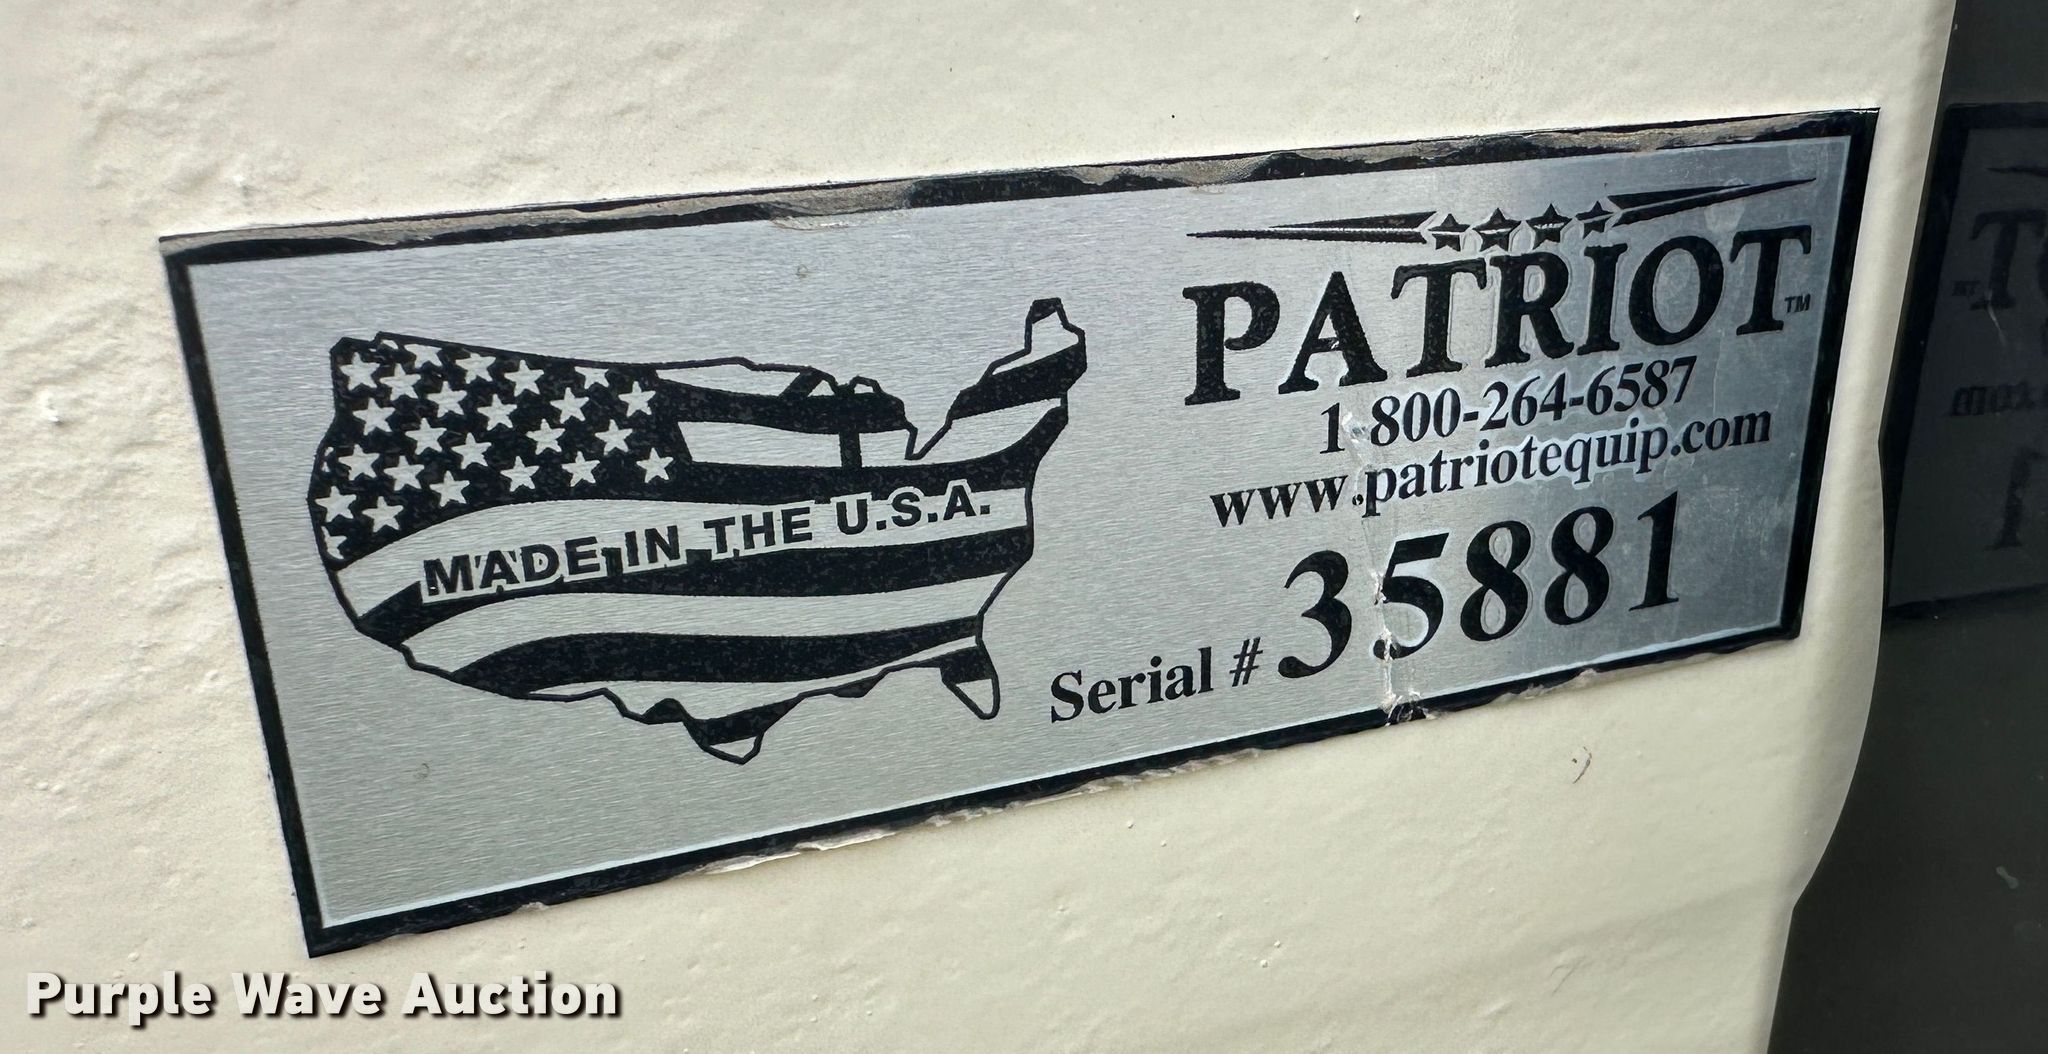 PATRIOT™
1-800-264-6587
www.patriotequip.com
MADE IN THE U.S.A.
Serial # 35881
Purple Wave Auction